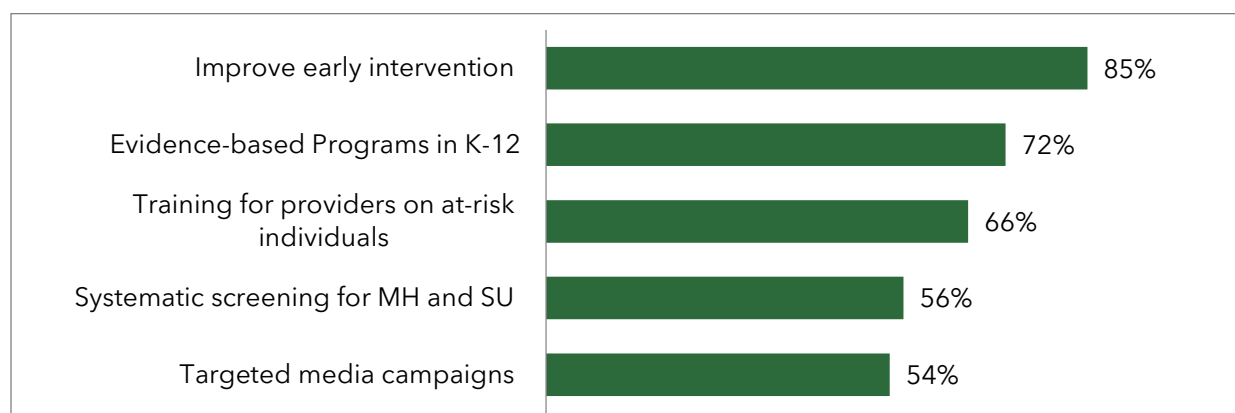 Improve early intervention
85%
Evidence-based Programs in K-12
72%
Training for providers on at-risk
individuals
66%
Systematic screening for MH and SU
56%
Targeted media campaigns
54%